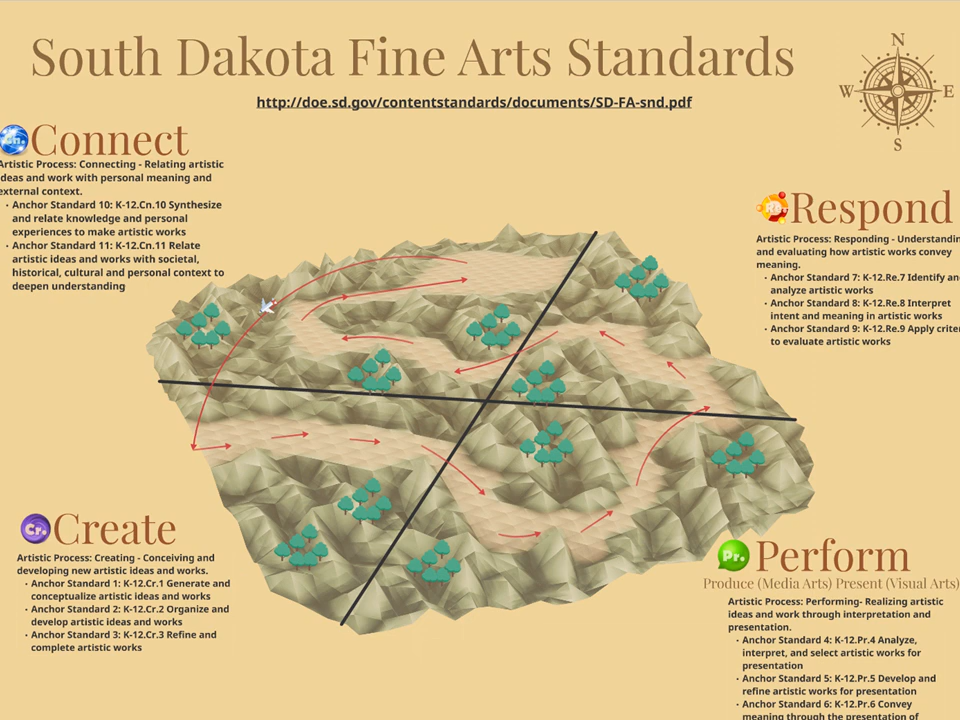 South Dakota Fine Arts Standards
http://doe.sd.gov/contentstandards/documents/SD-FA-snd.pdf
N
W E
S
Cn.
Connect
Artistic Process: Connecting - Relating artistic
ideas and work with personal meaning and
external context.
· Anchor Standard 10: K-12.Cn.10 Synthesize
and relate knowledge and personal
experiences to make artistic works
· Anchor Standard 11: K-12.Cn.11 Relate
artistic ideas and works with societal,
historical, cultural and personal context to
deepen understanding
Re.
Respond
Artistic Process: Responding - Understandin
and evaluating how artistic works convey
meaning.
· Anchor Standard 7: K-12.Re.7 Identify and
analyze artistic works
· Anchor Standard 8: K-12.Re.8 Interpret
intent and meaning in artistic works
· Anchor Standard 9: K-12.Re.9 Apply criter
to evaluate artistic works
Cr.
Create
Artistic Process: Creating - Conceiving and
developing new artistic ideas and works.
· Anchor Standard 1: K-12.Cr.1 Generate and
conceptualize artistic ideas and works
· Anchor Standard 2: K-12.Cr.2 Organize and
develop artistic ideas and works
· Anchor Standard 3: K-12.Cr.3 Refine and
complete artistic works
Pr.
Perform
Produce (Media Arts) Present (Visual Arts)
Artistic Process: Performing- Realizing artistic
ideas and work through interpretation and
presentation.
· Anchor Standard 4: K-12.Pr.4 Analyze,
interpret, and select artistic works for
presentation
· Anchor Standard 5: K-12.Pr.5 Develop and
refine artistic works for presentation
· Anchor Standard 6: K-12.Pr.6 Convey
meaning through the presentation of